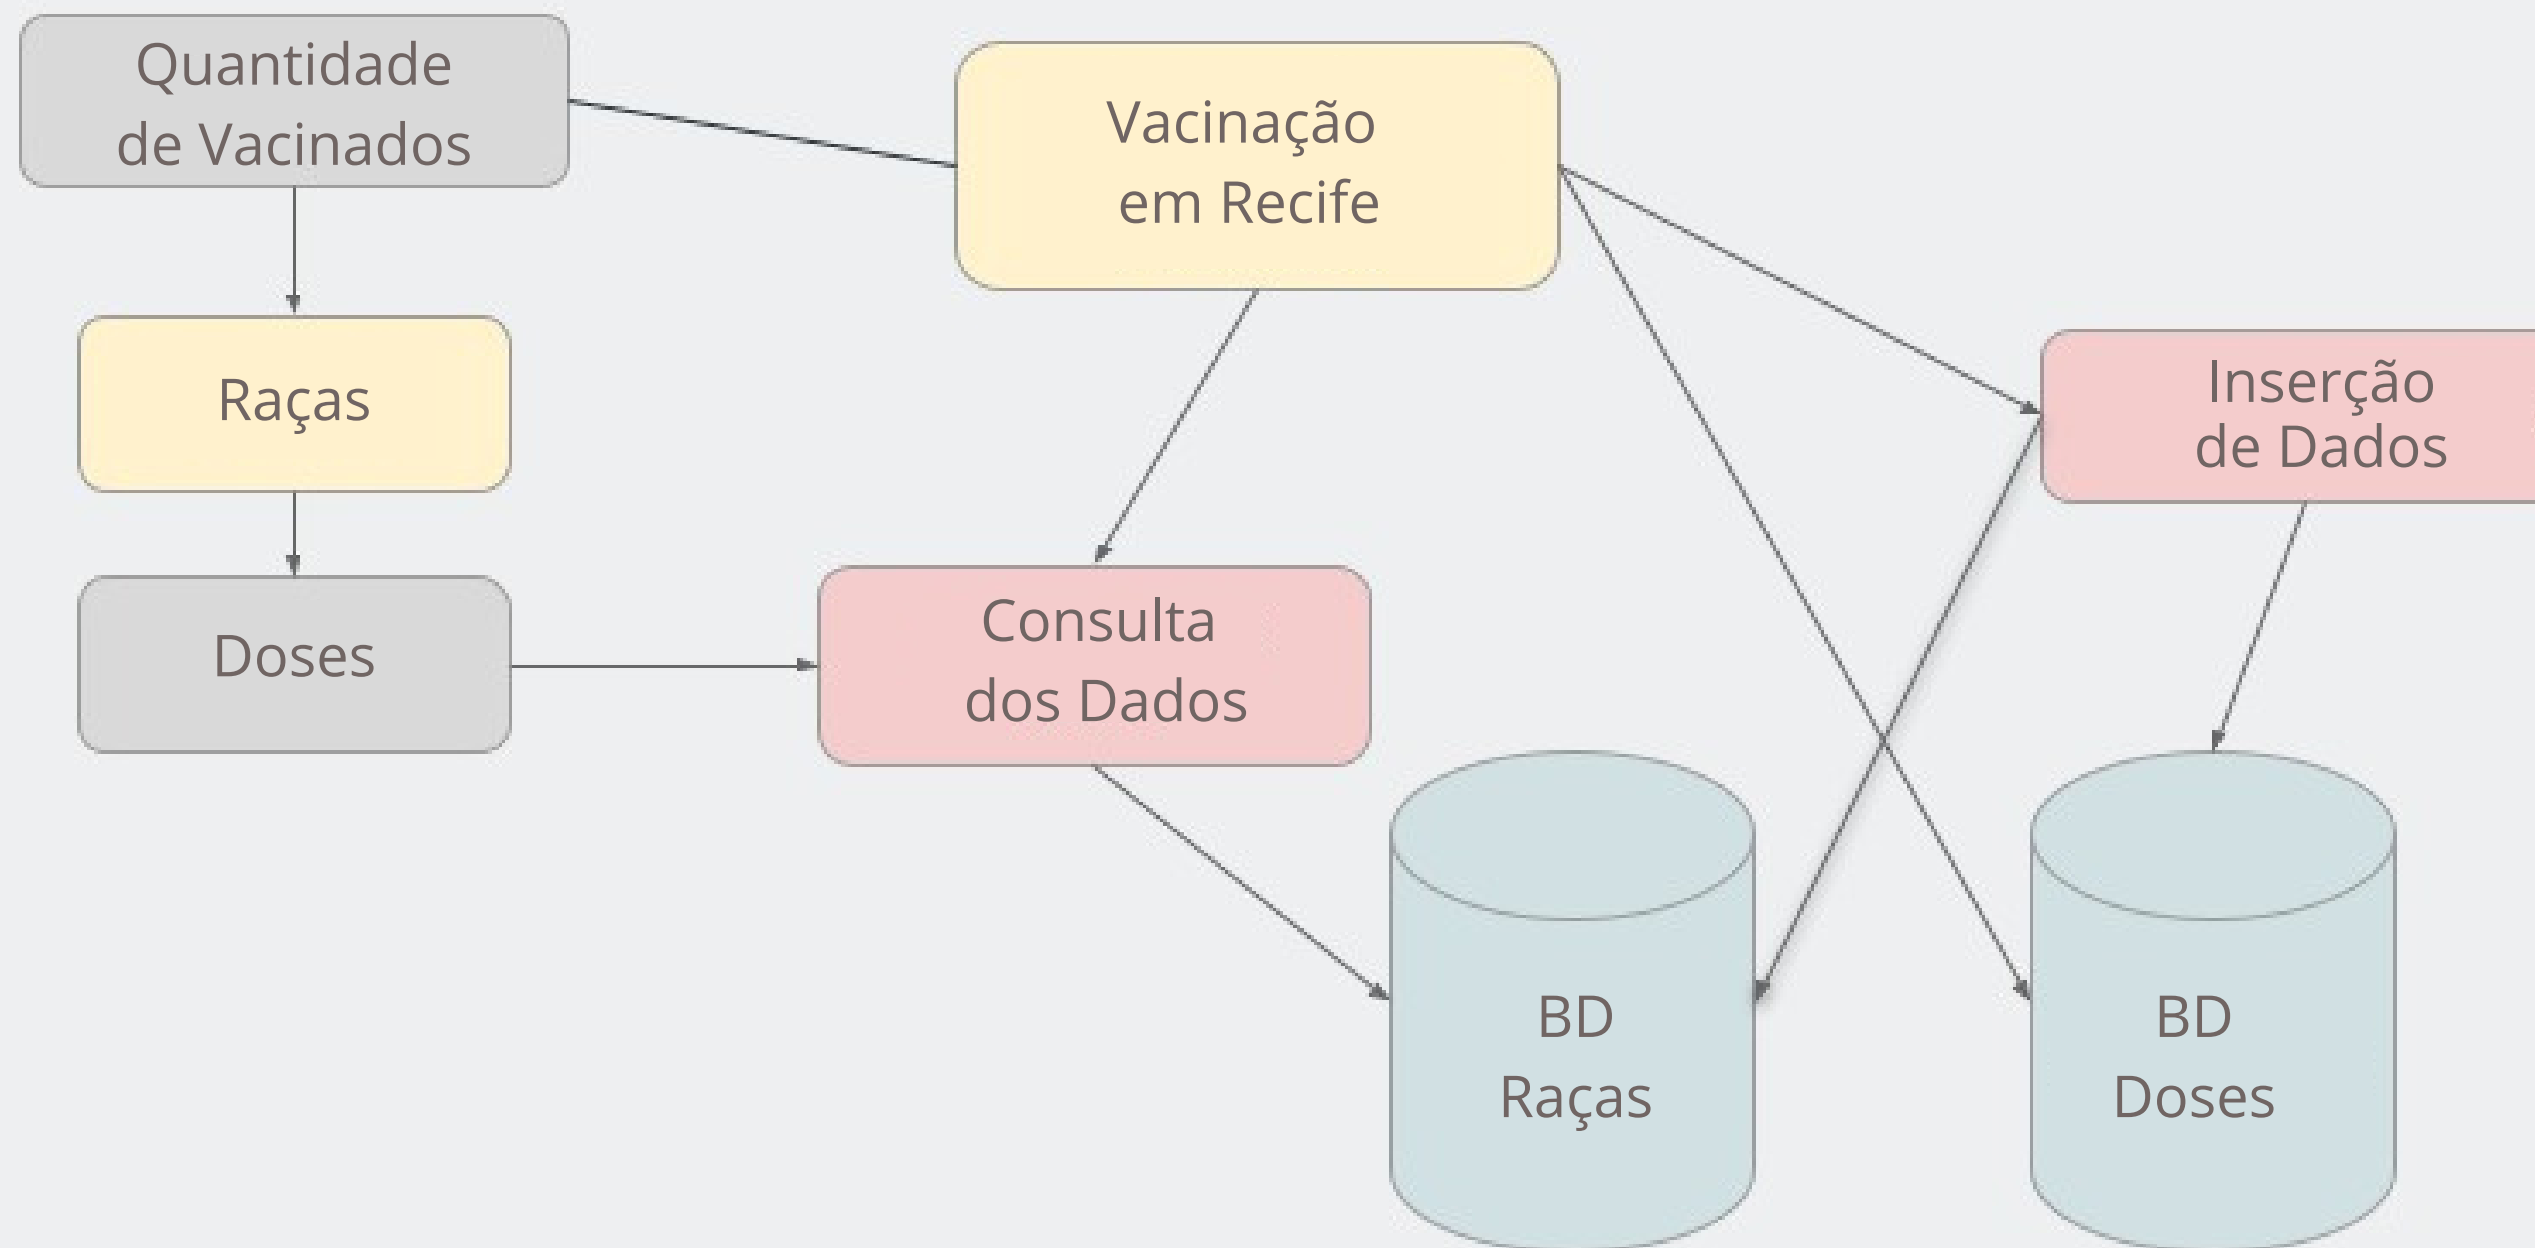 Quantidade
de Vacinados
Vacinação
em Recife
Raças
Inserção
de Dados
Doses
Consulta
dos Dados
BD
Raças
BD
Doses